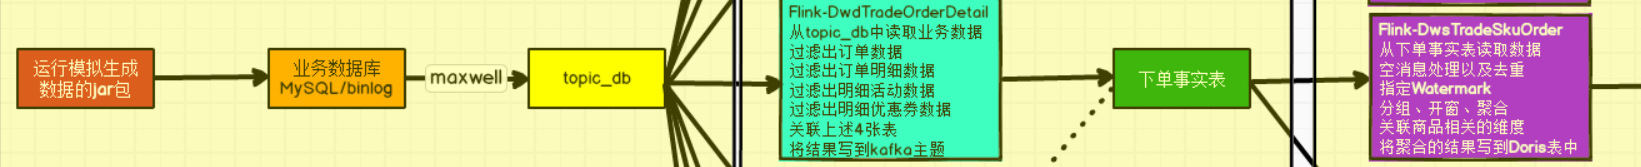 运行模拟生成
数据的jar包
业务数据库
MySQL/binlog
maxwell
topic_db
Flink-DwdTradeOrderDetail
从topic_db中读取业务数据
过滤出订单数据
过滤出订单明细数据
过滤出明细活动数据
过滤出明细优惠券数据
关联上述4张表
将结果写到kafka主题
下单事实表
Flink-DwsTradeSkuOrder
从下单事实表读取数据
空消息处理以及去重
指定Watermark
分组、开窗、聚合
关联商品相关的维度
将聚合的结果写到Doris表中